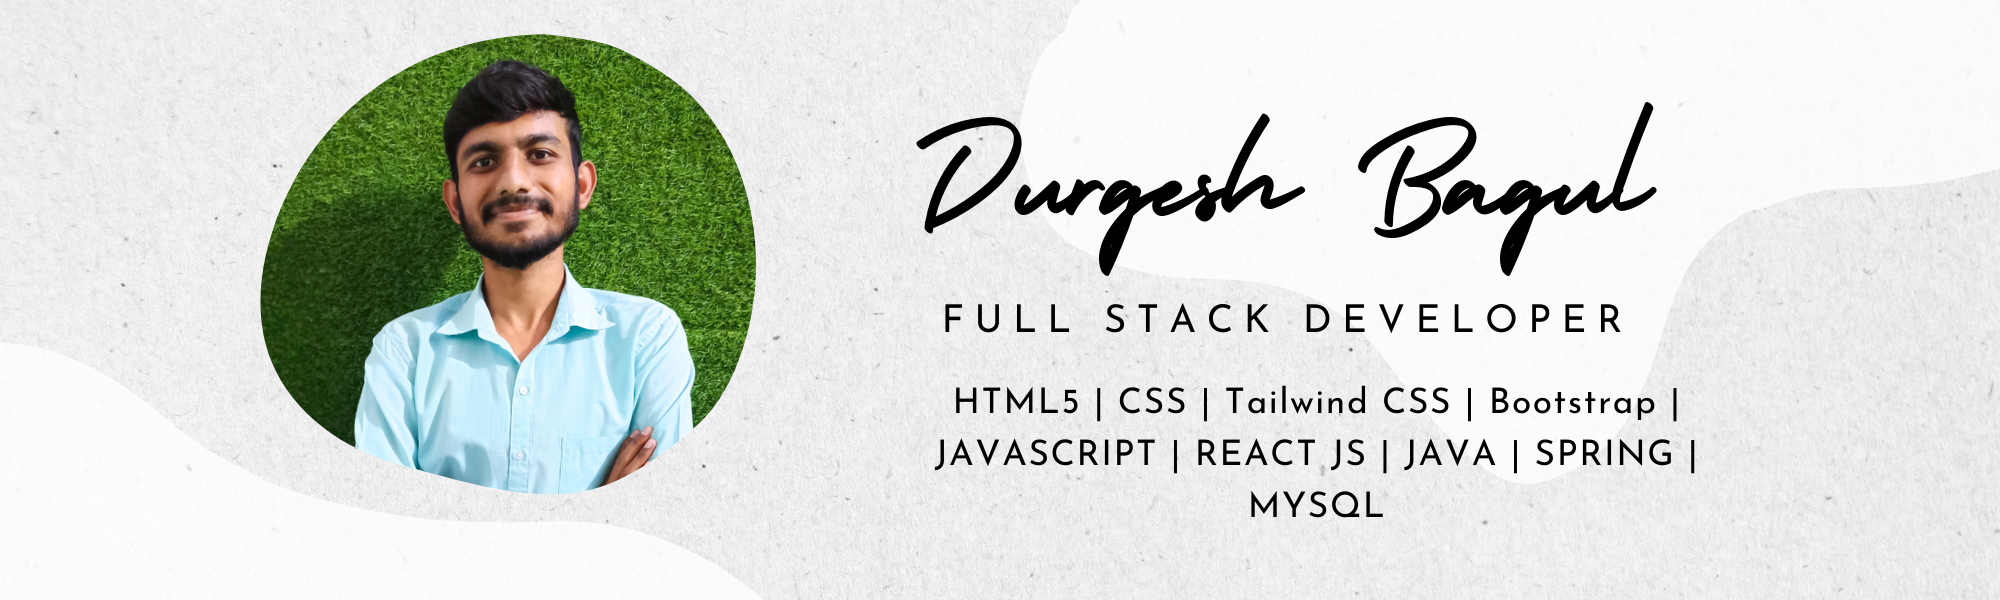 Durgesh Bagul
FULL STACK DEVELOPER
HTML5 | CSS | Tailwind CSS | Bootstrap |
JAVASCRIPT | REACT JS | JAVA | SPRING |
MYSQL